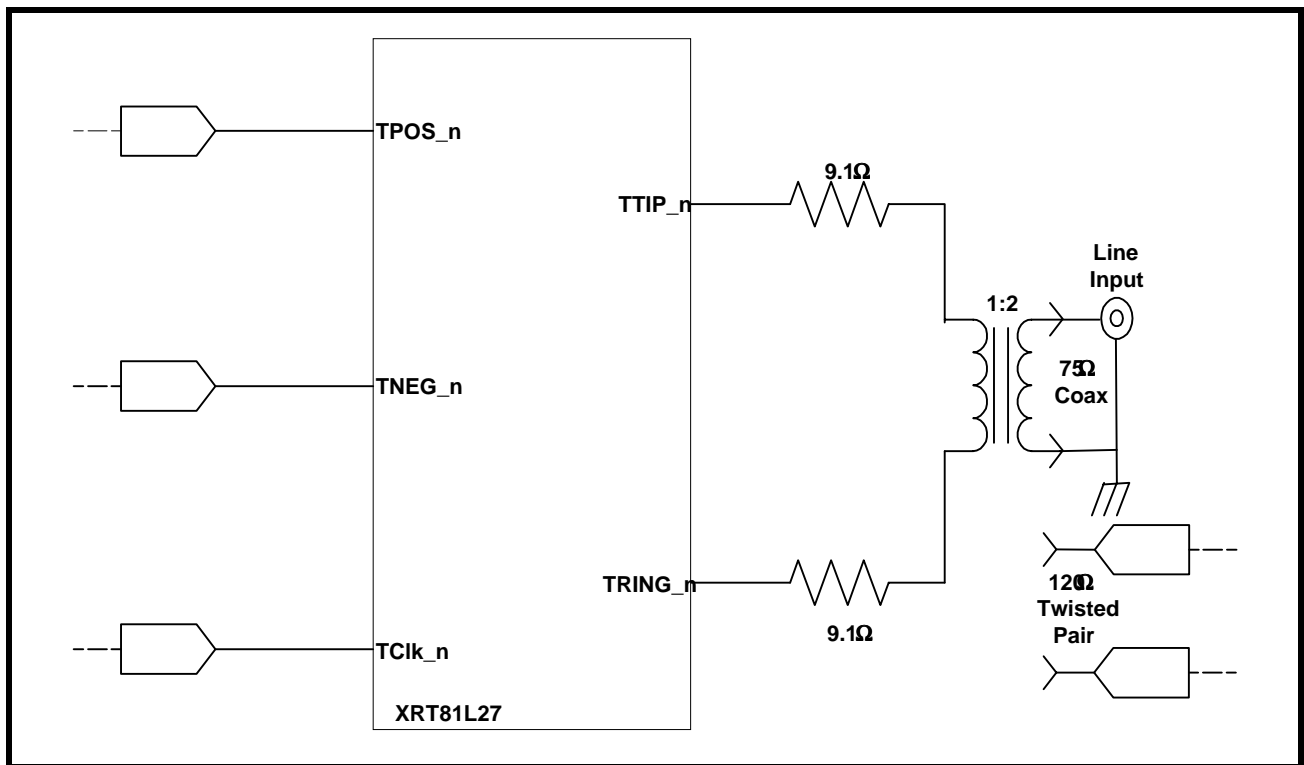 TPOS_n
TNEG_n
TClk_n
XRT81L27
TTIP_n
TRING_n
9.1Ω
9.1Ω
1:2
Line
Input
75Ω
Coax
120Ω
Twisted
Pair